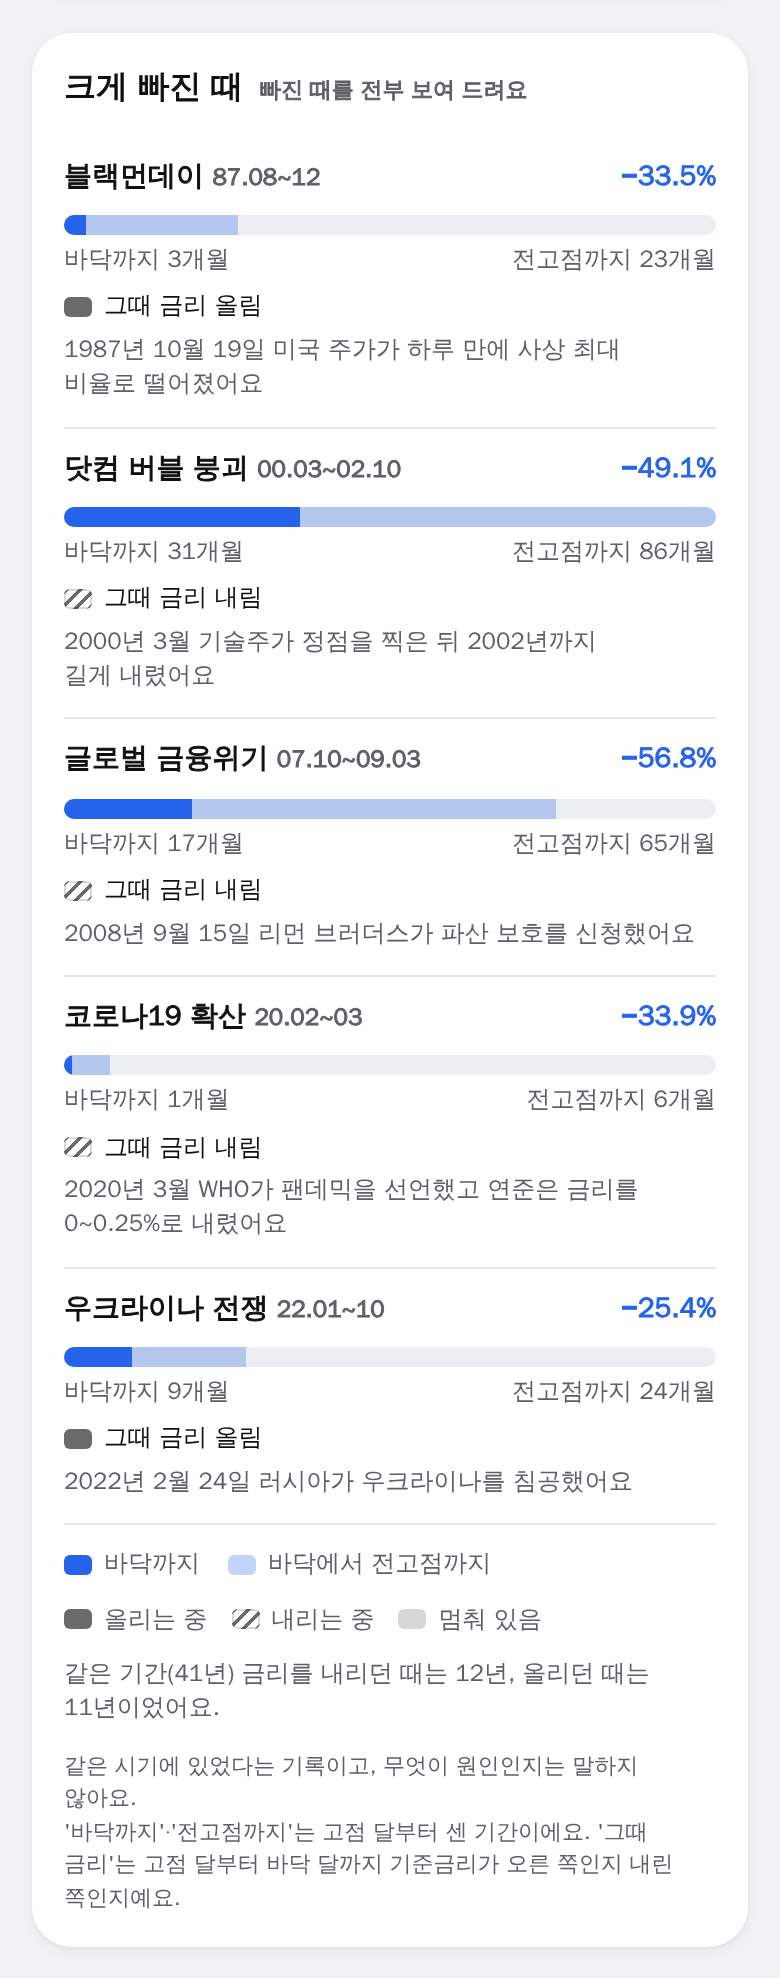 크게 빠진 때 빠진 때를 전부 보여 드려요
블랙먼데이 87.08~12 −33.5%
바닥까지 3개월 전고점까지 23개월
그때 금리 올림
1987년 10월 19일 미국 주가가 하루 만에 사상 최대
비율로 떨어졌어요
닷컴 버블 붕괴 00.03~02.10 −49.1%
바닥까지 31개월 전고점까지 86개월
그때 금리 내림
2000년 3월 기술주가 정점을 찍은 뒤 2002년까지
길게 내렸어요
글로벌 금융위기 07.10~09.03 −56.8%
바닥까지 17개월 전고점까지 65개월
그때 금리 내림
2008년 9월 15일 리먼 브러더스가 파산 보호를 신청했어요
코로나19 확산 20.02~03 −33.9%
바닥까지 1개월 전고점까지 6개월
그때 금리 내림
2020년 3월 WHO가 팬데믹을 선언했고 연준은 금리를
0~0.25%로 내렸어요
우크라이나 전쟁 22.01~10 −25.4%
바닥까지 9개월 전고점까지 24개월
그때 금리 올림
2022년 2월 24일 러시아가 우크라이나를 침공했어요
바닥까지 바닥에서 전고점까지
올리는 중 내리는 중 멈춰 있음
같은 기간(41년) 금리를 내리던 때는 12년, 올리던 때는
11년이었어요.
같은 시기에 있었다는 기록이고, 무엇이 원인인지는 말하지
않아요.
'바닥까지'·'전고점까지'는 고점 달부터 센 기간이에요. '그때
금리'는 고점 달부터 바닥 달까지 기준금리가 오른 쪽인지 내린
쪽인지예요.